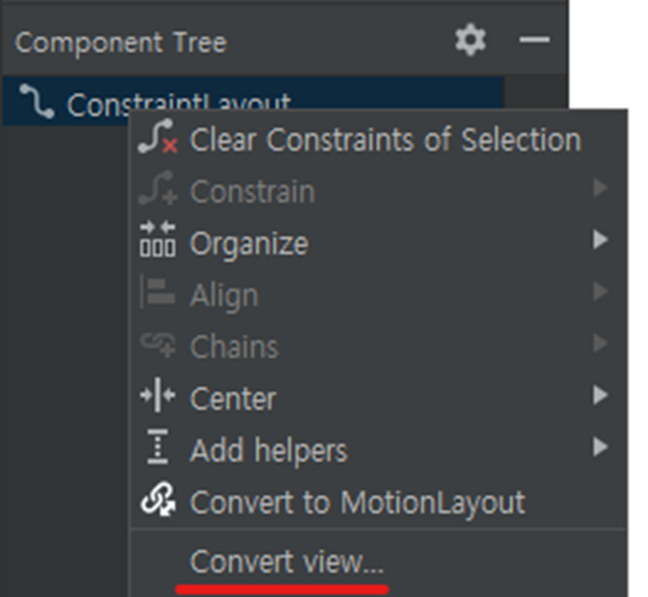 Component Tree
ConstraintLayout
Clear Constraints of Selection
Constrain
Organize
Align
Chains
Center
Add helpers
Convert to MotionLayout
Convert view...